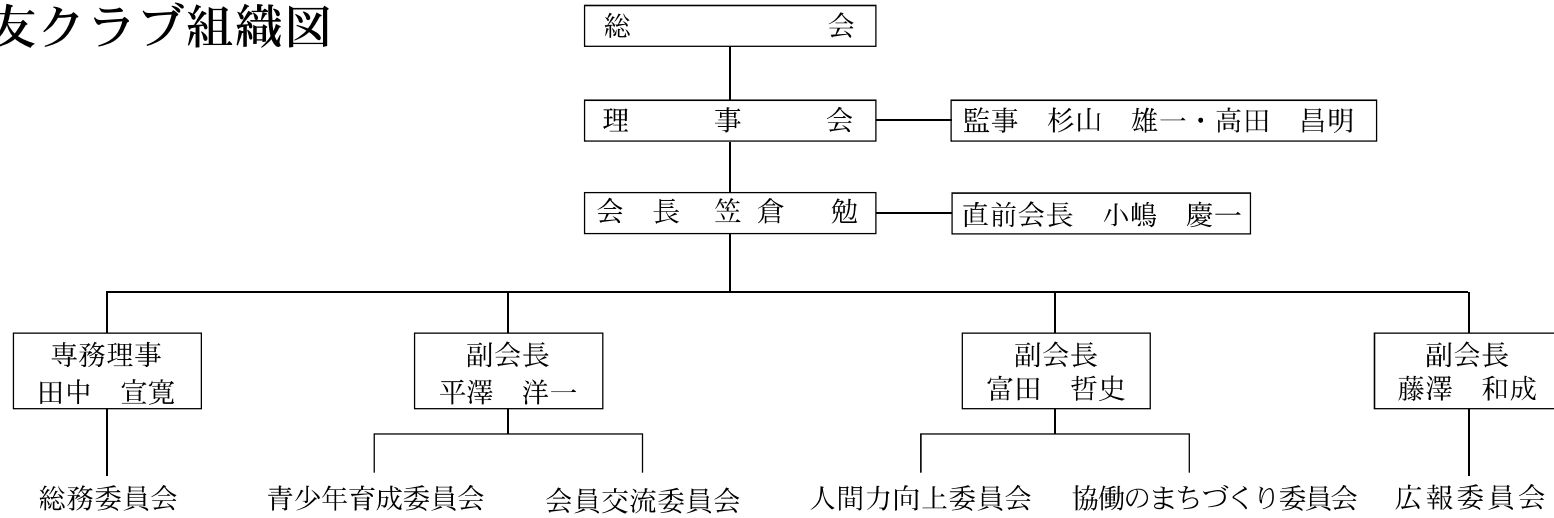 友クラブ組織図
総　会
理　事　会
監事　杉山　雄一・高田　昌明
会　長　笠倉　勉
直前会長　小嶋　慶一
専務理事
田中　宣寛
副会長
平澤　洋一
副会長
富田　哲史
副会長
藤澤　和成
総務委員会
青少年育成委員会
会員交流委員会
人間力向上委員会
協働のまちづくり委員会
広報委員会